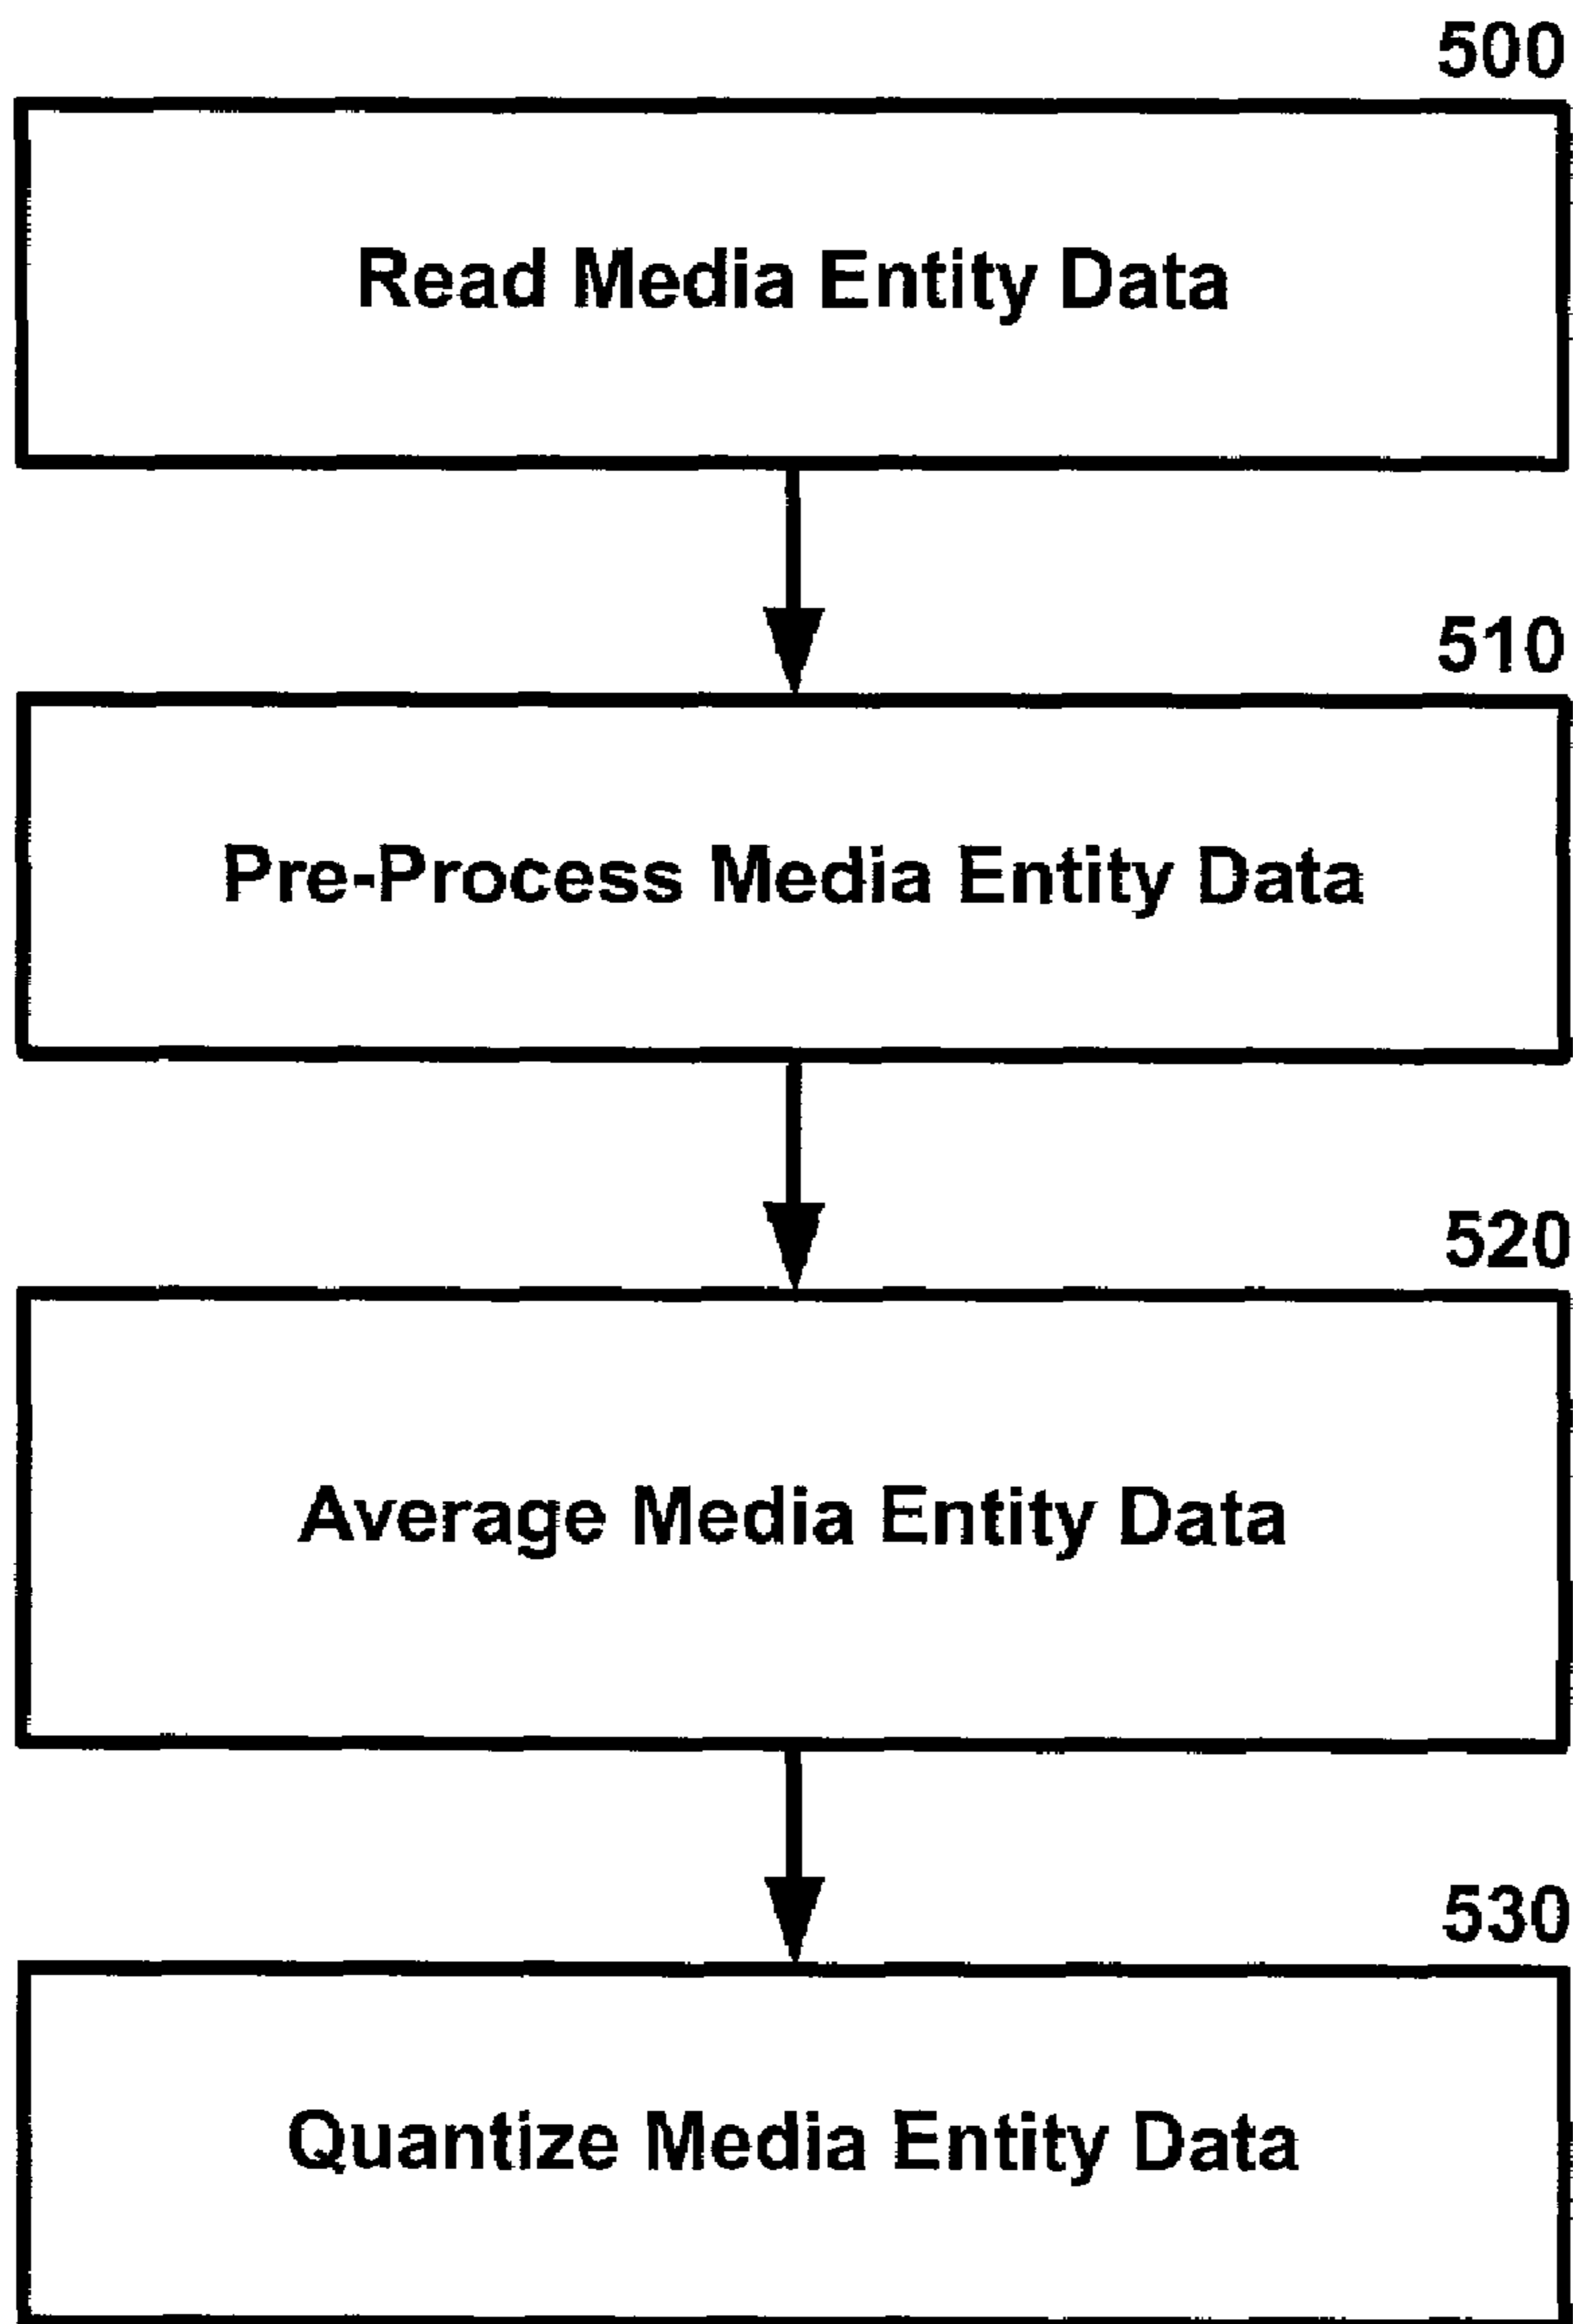 500
Read Media Entity Data
510
Pre-Process Media Entity Data
520
Average Media Entity Data
530
Quantize Media Entity Data